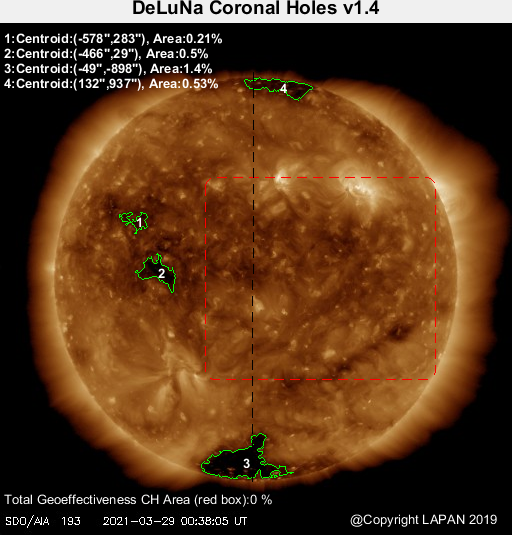 DeLuNa Coronal Holes v1.4
1:Centroid:(-578",283"), Area:0.21%
2:Centroid:(-466",29"), Area:0.5%
3:Centroid:(-49",-898"), Area:1.4%
4:Centroid:(132",937"), Area:0.53%
4
1
2
3
Total Geoeffectiveness CH Area (red box):0 %
SDO/AIA 193 2021-03-29 00:38:05 UT
@Copyright LAPAN 2019